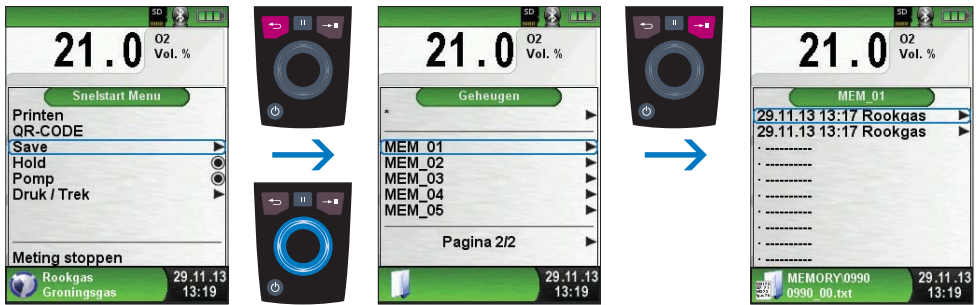 SD
21.0 O2
Vol. %
Snelstart Menu
Printen
QR-CODE
Save
Hold
Pomp
Druk / Trek
Meting stoppen
Rookgas
Groningsgas
29.11.13
13:19
SD
21.0 O2
Vol. %
Geheugen
*
MEM_01
MEM_02
MEM_03
MEM_04
MEM_05
Pagina 2/2
29.11.13
13:19
SD
21.0 O2
Vol. %
MEM_01
29.11.13 13:17 Rookgas
29.11.13 13:17 Rookgas
· ----------
· ----------
· ----------
· ----------
· ----------
· ----------
· ----------
· ----------
MEMORY\0990
0990_00.txt
29.11.13
13:19